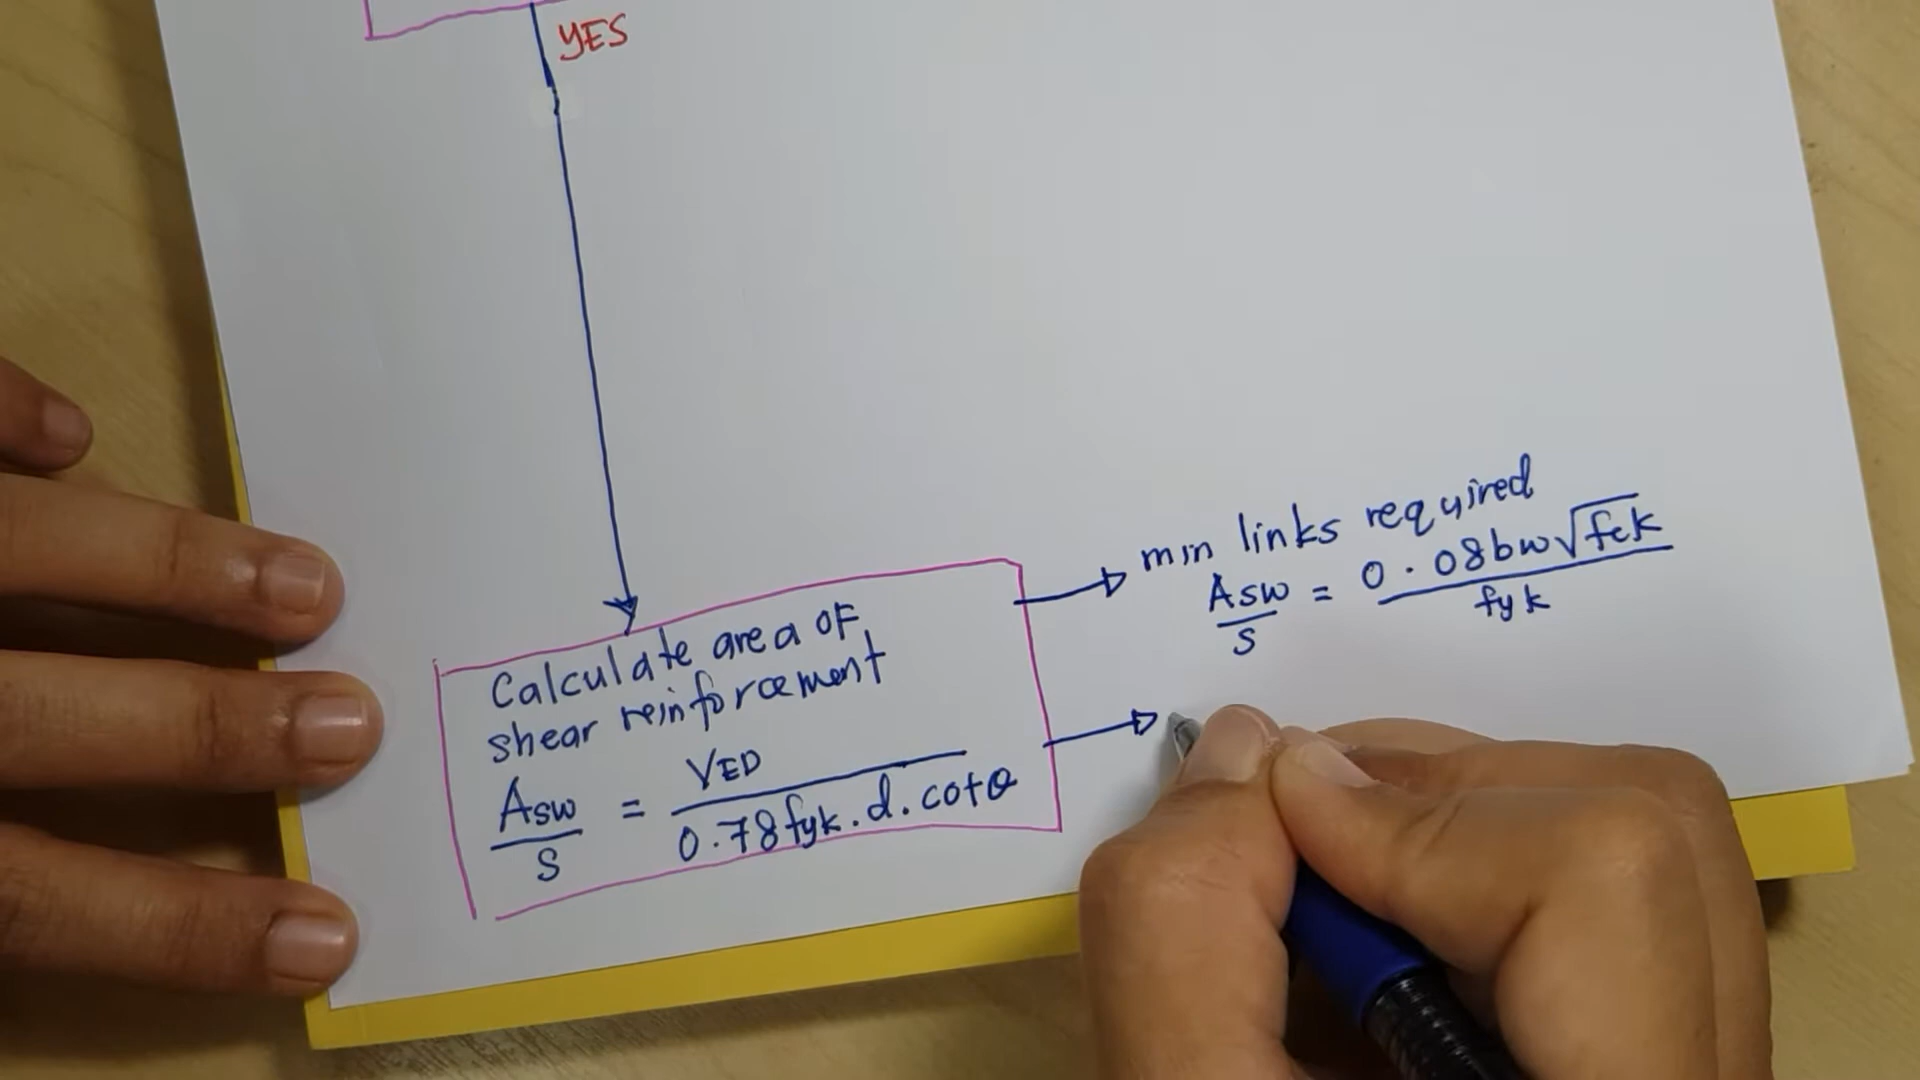 YES
min links required
Asw/s = 0.08bw√fck/fyk
Calculate area OF
shear reinforcement
Asw/s = VED/0.78fyk.d.cotθ